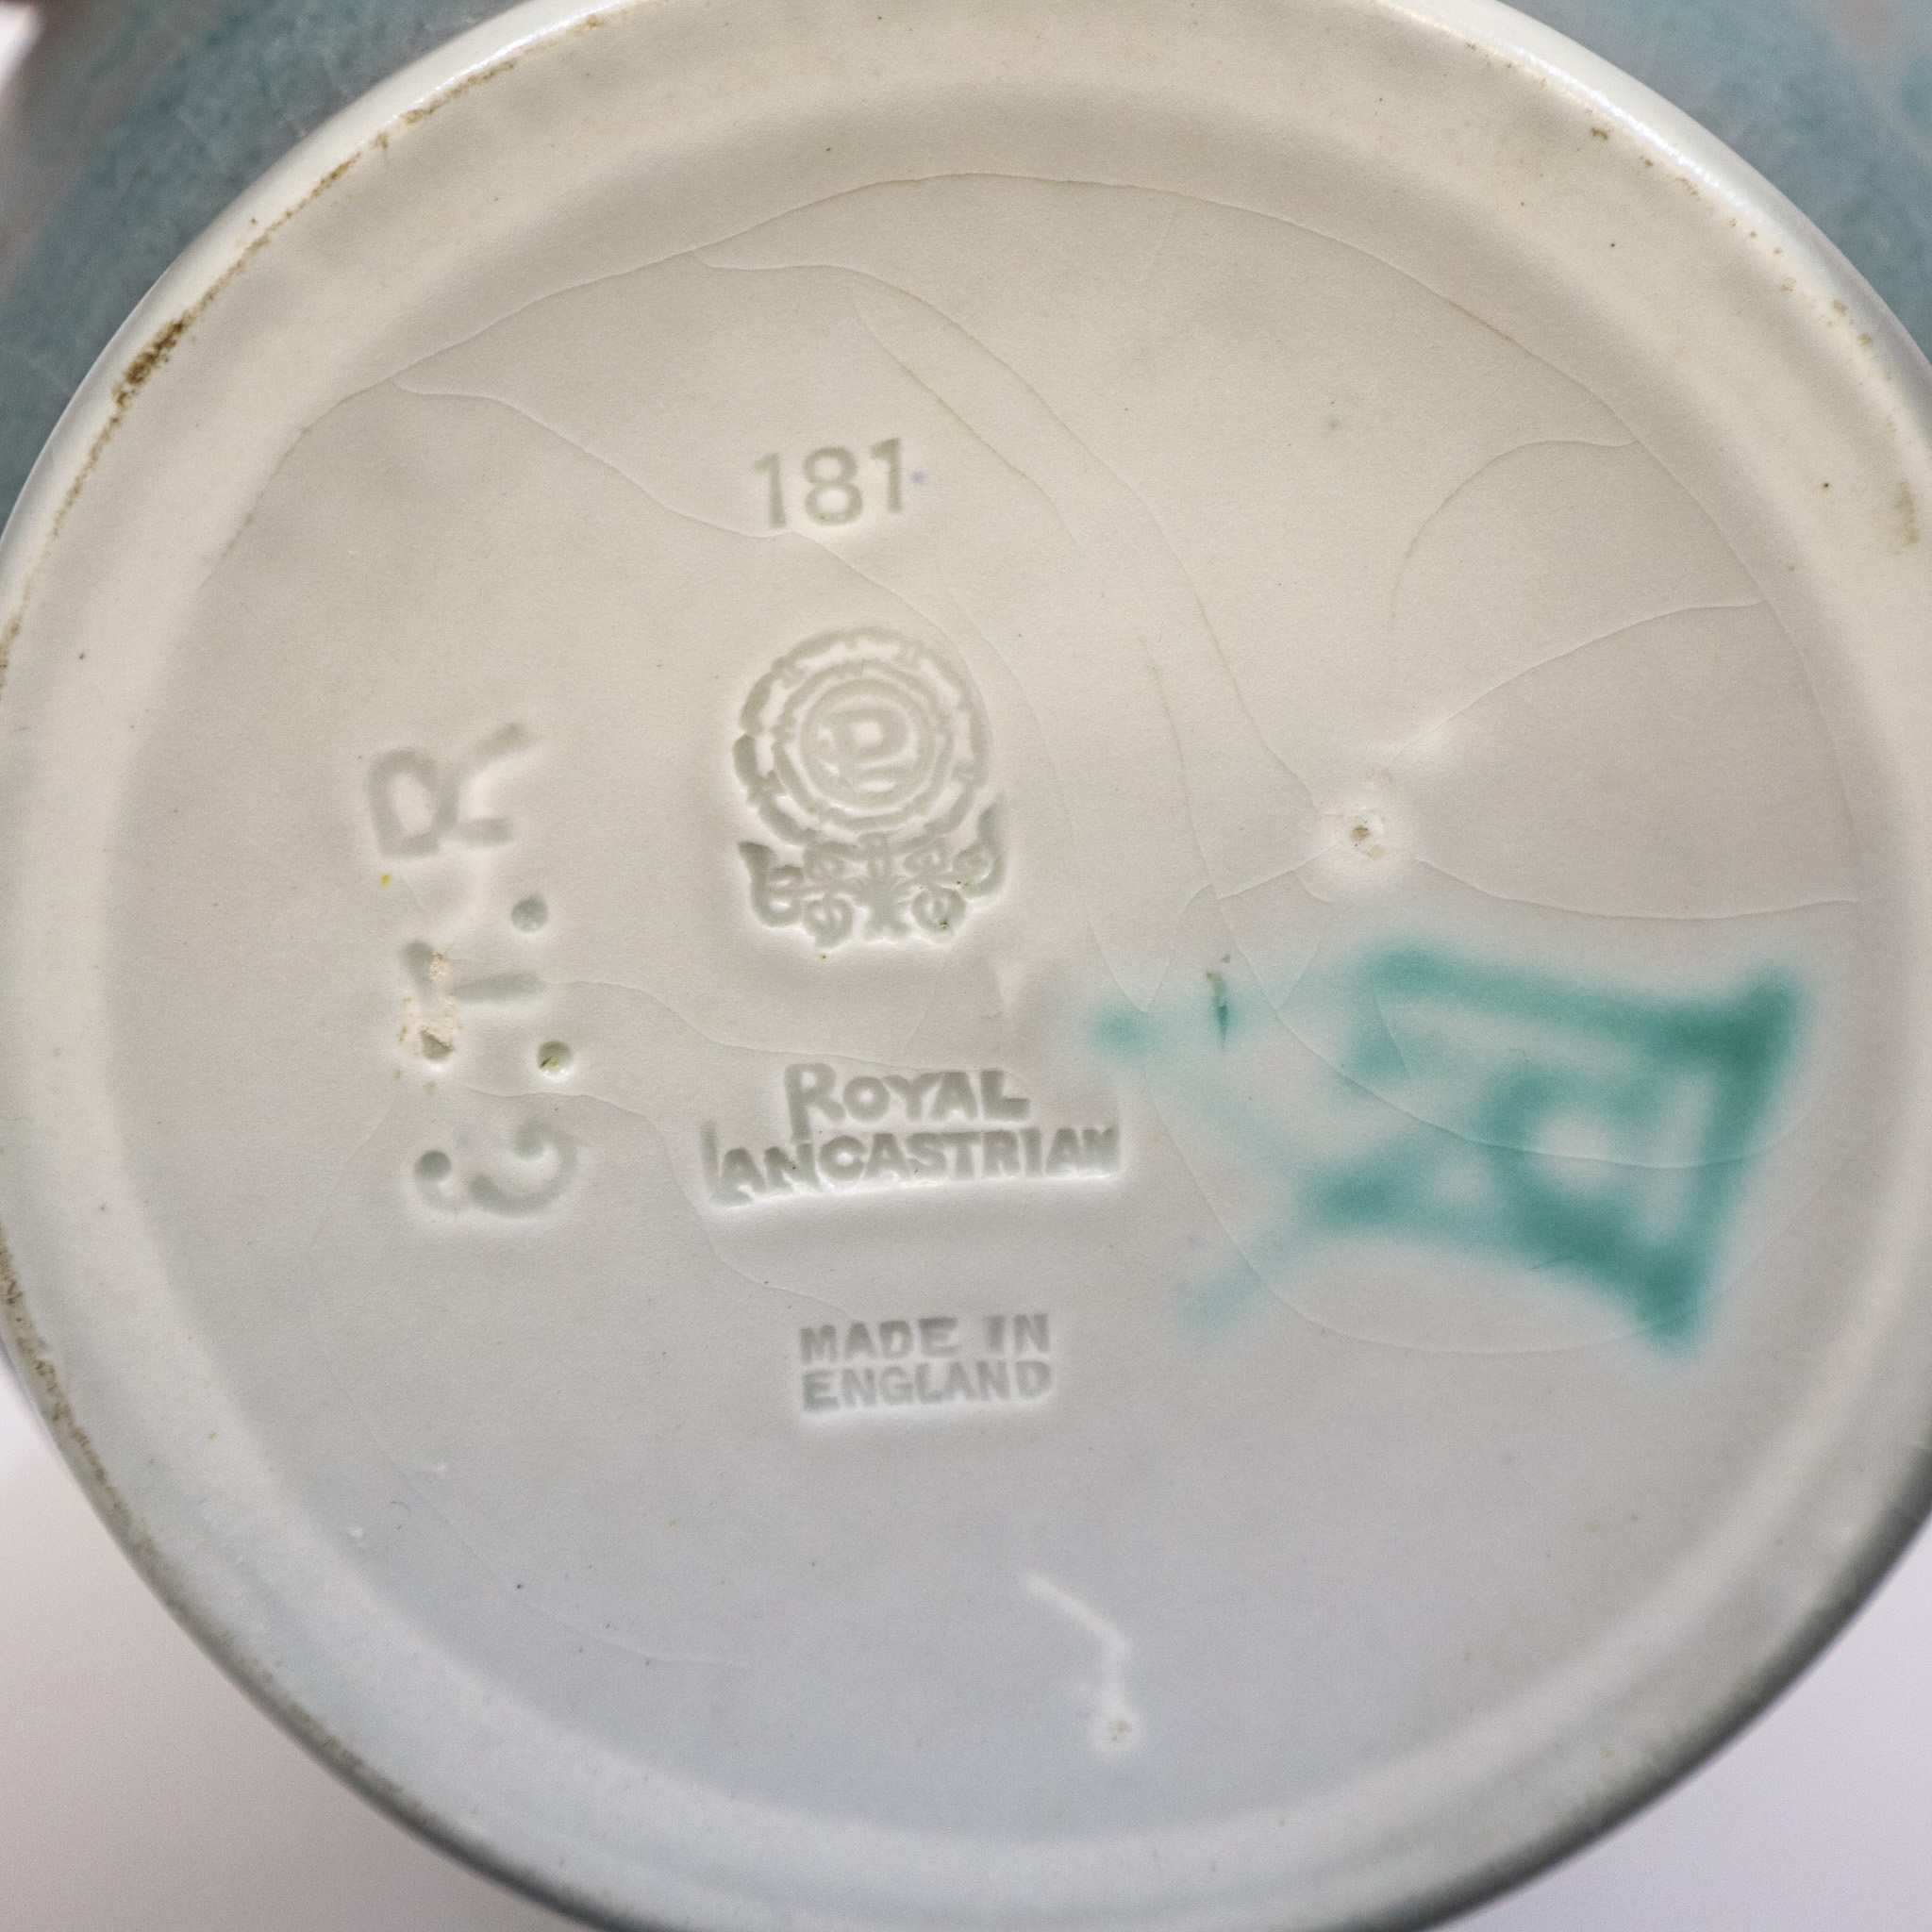 181
P
E.T.R
ROYAL
LANCASTRIAN
MADE IN
ENGLAND